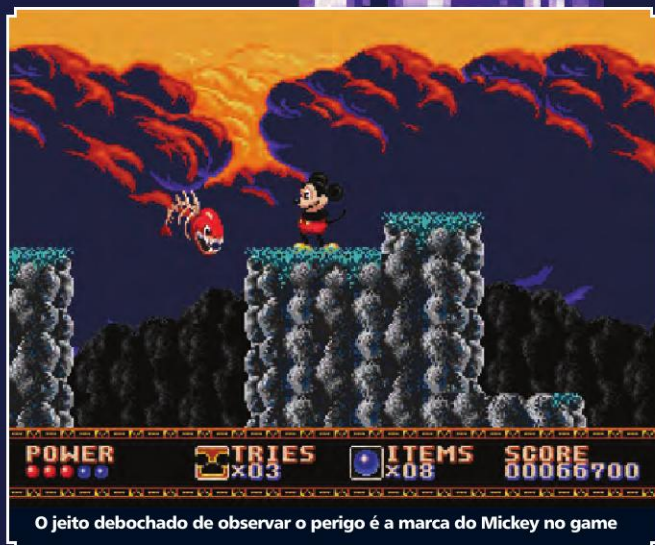 POWER TRIES ITEMS SCORE
×03 ×08 00066700
O jeito debochado de observar o perigo é a marca do Mickey no game